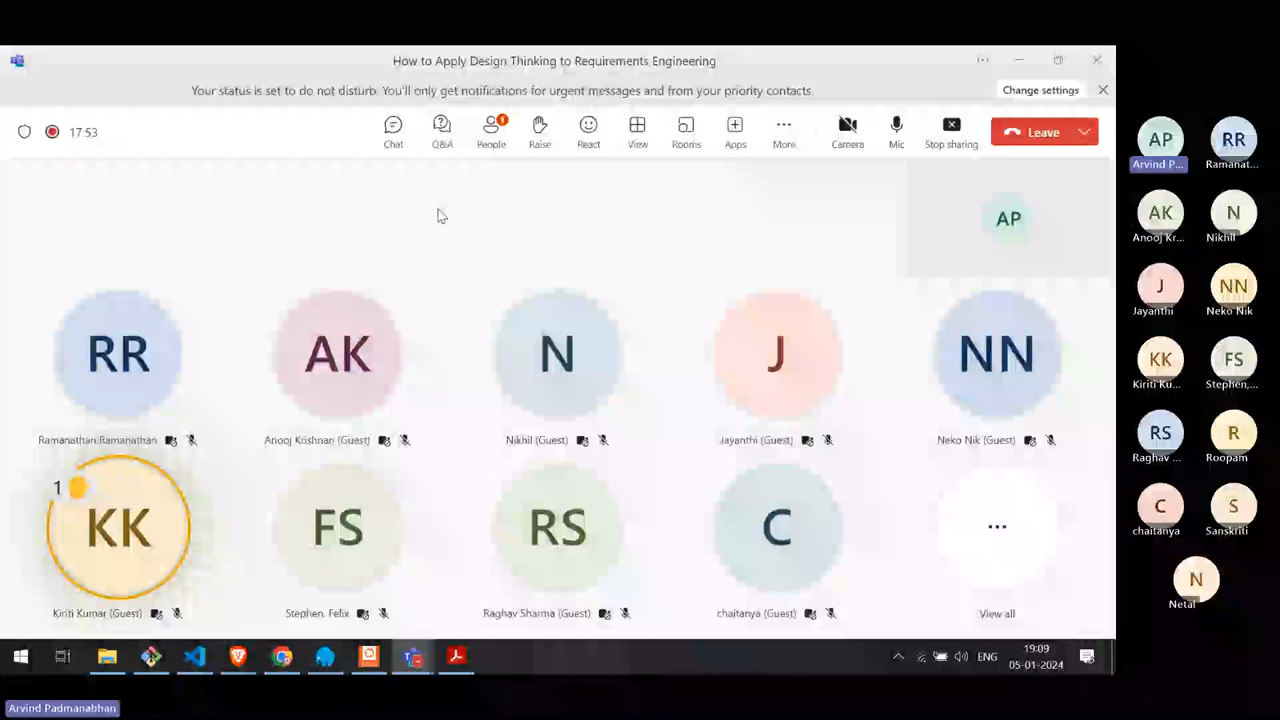 How to Apply Design Thinking to Requirements Engineering
Your status is set to do not disturb. You'll only get notifications for urgent messages and from your priority contacts.
Change settings
17:53
Chat
Q&A
People
Raise
React
View
Rooms
Apps
More
Camera
Mic
Stop sharing
Leave
AP
RR
AK
N
J
NN
Ramanathan Ramanathan
Anooj Krishnan (Guest)
Nikhil (Guest)
Jayanthi (Guest)
Neko Nik (Guest)
1
KK
FS
RS
C
...
Kiriti Kumar (Guest)
Stephen, Felix
Raghav Sharma (Guest)
chaitanya (Guest)
View all
ENG
19:09
05-01-2024
AP
RR
Arvind P...
Ramanat...
AK
N
Anooj Kr...
Nikhil
J
NN
Jayanthi
Neko Nik
KK
FS
Kiriti Ku...
Stephen,...
RS
R
Raghav ...
Roopam
C
S
chaitanya
Sanskriti
N
Netal
Arvind Padmanabhan